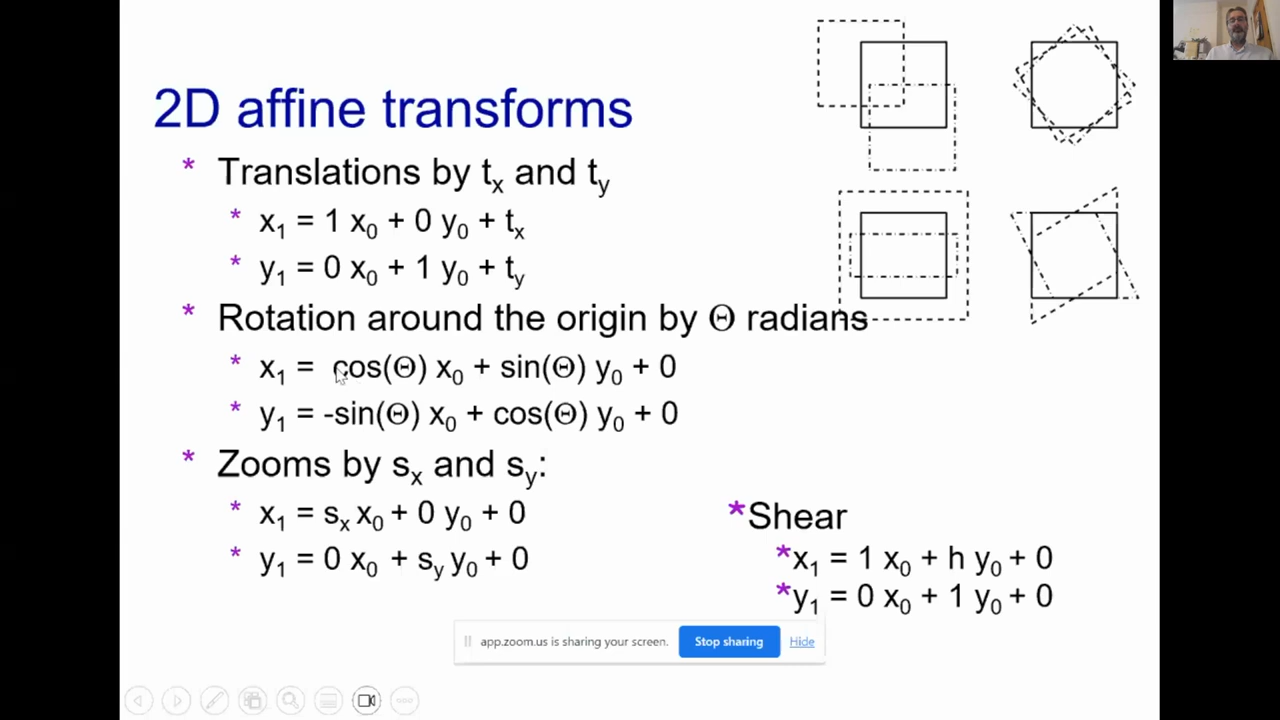 2D affine transforms
* Translations by tx and ty
* x1 = 1 x0 + 0 y0 + tx
* y1 = 0 x0 + 1 y0 + ty
* Rotation around the origin by Θ radians
* x1 = cos(Θ) x0 + sin(Θ) y0 + 0
* y1 = -sin(Θ) x0 + cos(Θ) y0 + 0
* Zooms by sx and sy:
* x1 = sx x0 + 0 y0 + 0
* y1 = 0 x0 + sy y0 + 0
*Shear
*x1 = 1 x0 + h y0 + 0
*y1 = 0 x0 + 1 y0 + 0
app.zoom.us is sharing your screen. Stop sharing Hide